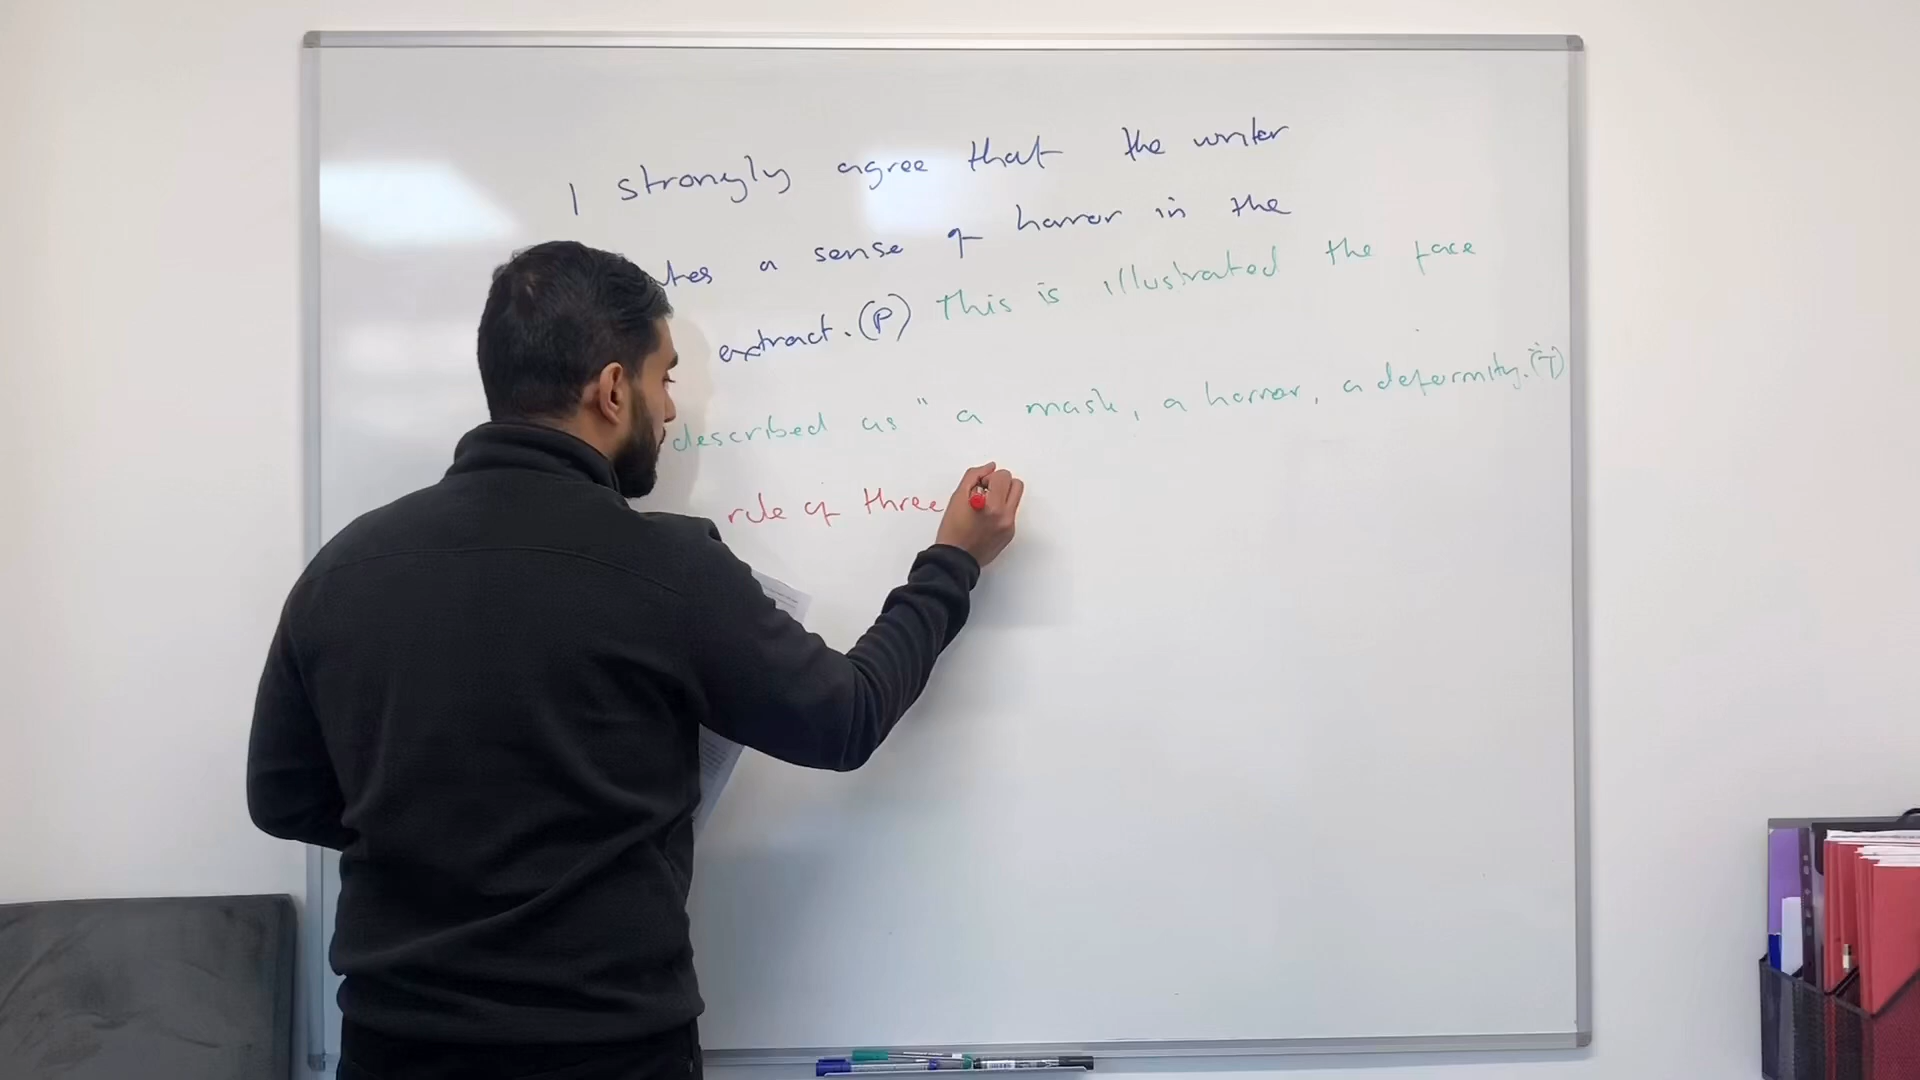 I strongly agree that the writer
a sense of horror in the
extract. (P) This is illustrated the face
described as " a mask, a horror, a deformity. (T)
rule of three